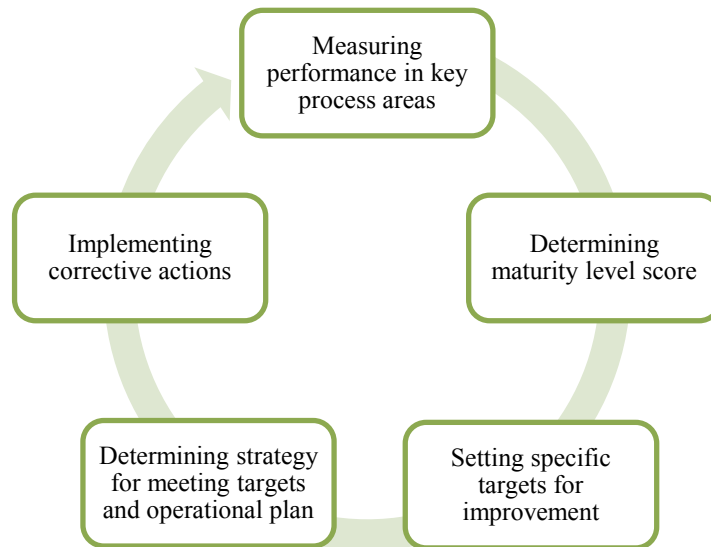 Measuring
performance in key
process areas
Determining
maturity level score
Setting specific
targets for
improvement
Determining strategy
for meeting targets
and operational plan
Implementing
corrective actions